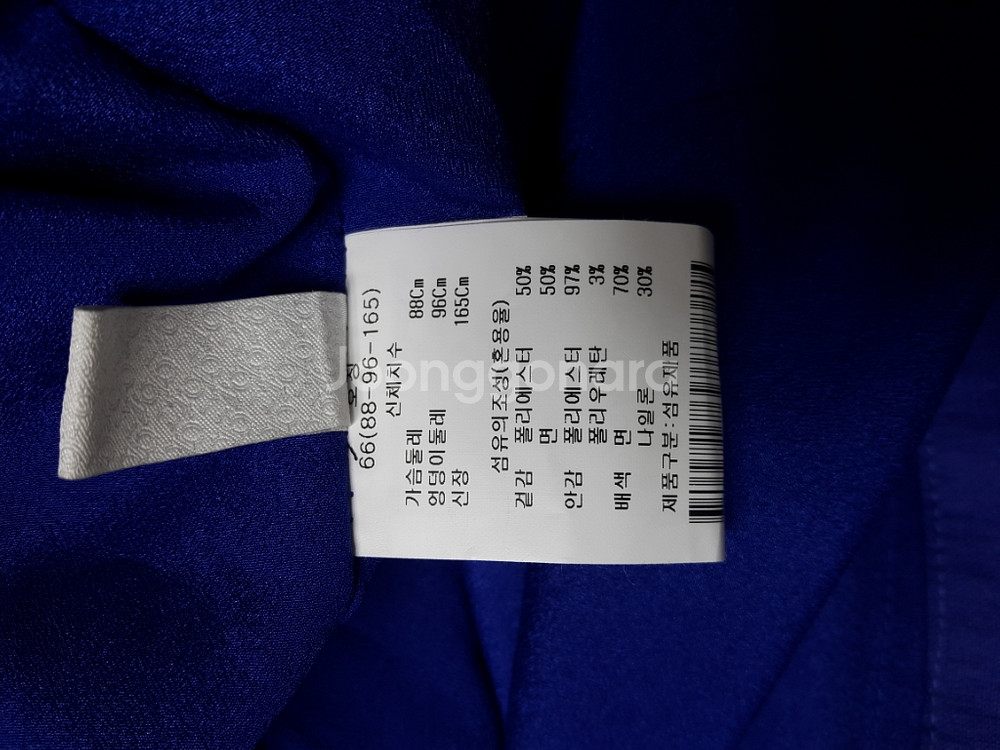 호칭
66(88-96-165)
신체치수
가슴둘레 88Cm
엉덩이둘레 96Cm
신장 165Cm
섬유의조성(혼용율)
겉감 폴리에스터 50%
면 50%
안감 폴리에스터 97%
폴리우레탄 3%
배색 면 70%
나일론 30%
제품구분:섬유제품
Joonggonara